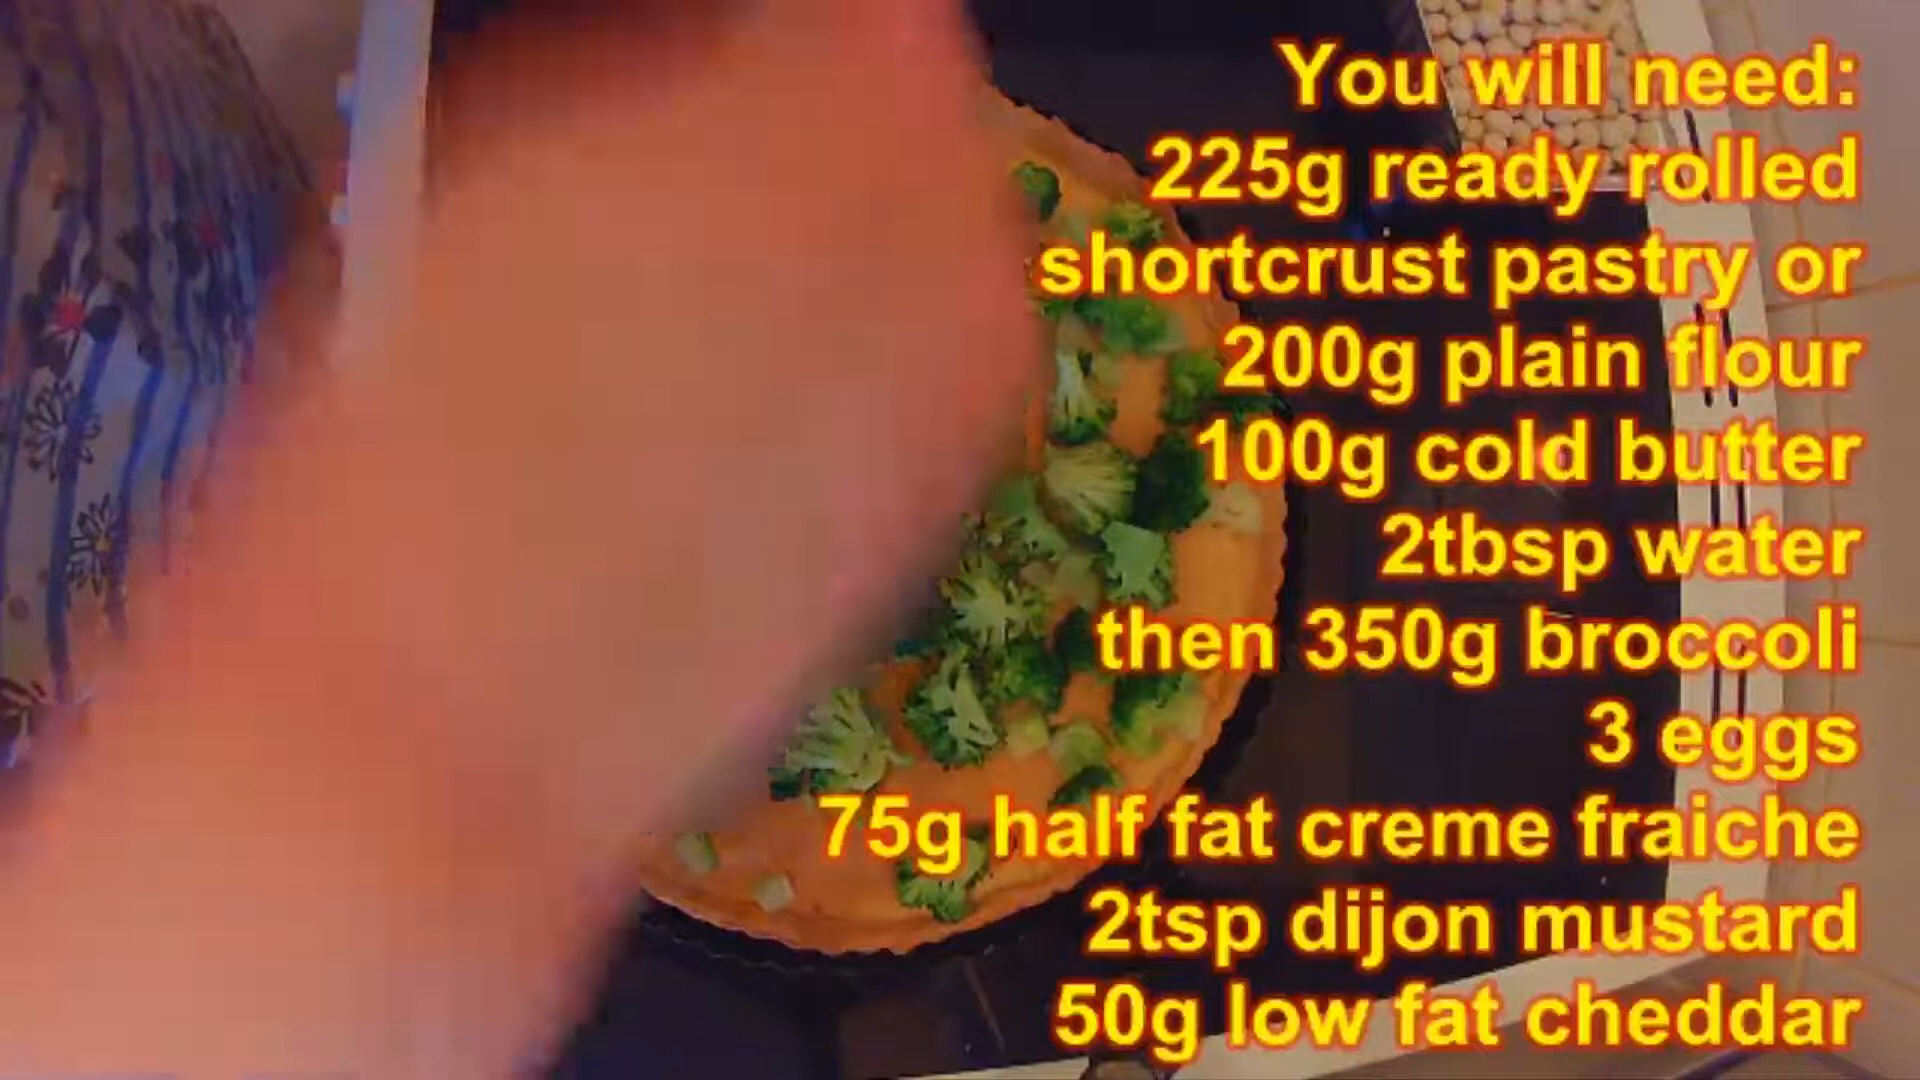 You will need:
225g ready rolled
shortcrust pastry or
200g plain flour
100g cold butter
2tbsp water
then 350g broccoli
3 eggs
75g half fat creme fraiche
2tsp dijon mustard
50g low fat cheddar